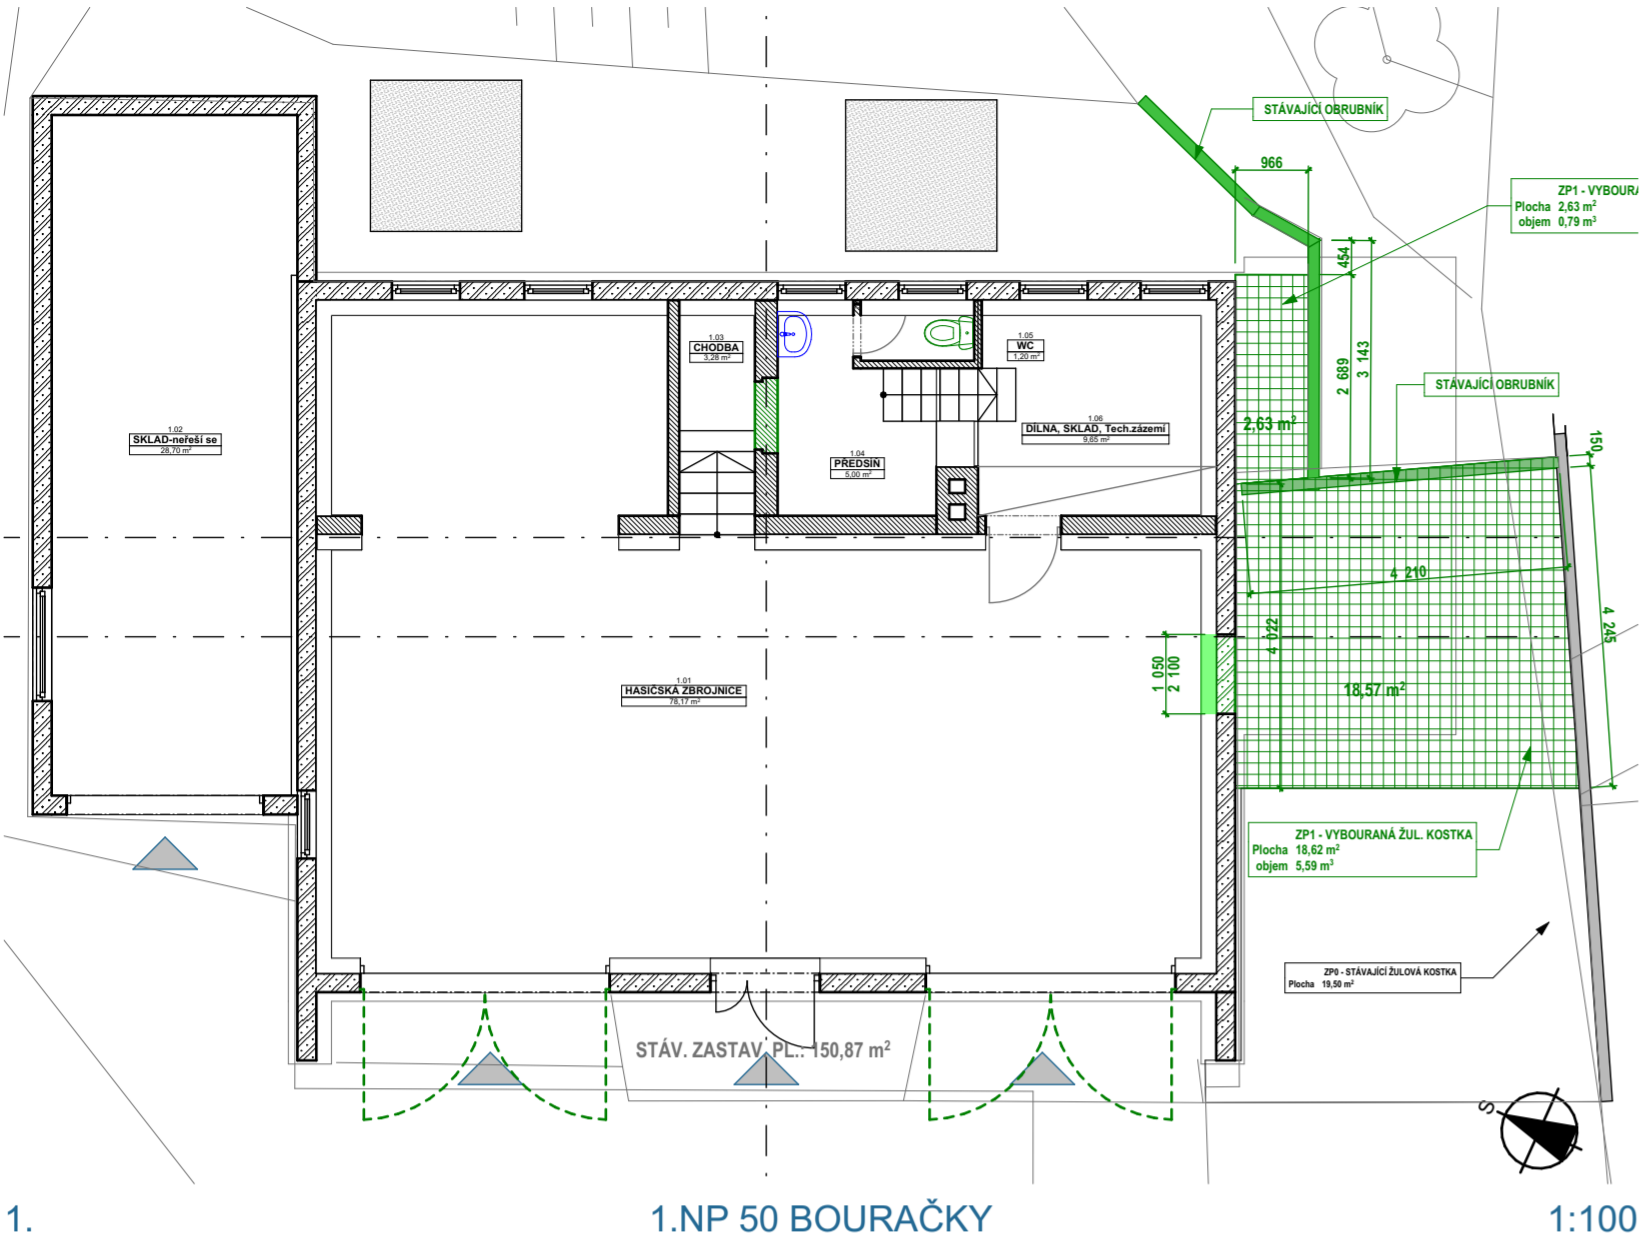 STÁVAJÍCÍ OBRUBNÍK
966
ZP1 - VYBOURA
Plocha 2,63 m²
objem 0,79 m³
454
2 689
3 143
1.03
CHODBA
3,28 m²
1.05
WC
1,20 m²
STÁVAJÍCÍ OBRUBNÍK
2,63 m²
1.02
SKLAD-neřeší se
28,70 m²
1.06
DÍLNA, SKLAD, Tech.zázemí
9,65 m²
1.04
PŘEDSÍŇ
5,00 m²
150
4 210
4 022
4 245
1 050
2 100
1.01
HASIČSKÁ ZBROJNICE
78,17 m²
18,57 m²
ZP1 - VYBOURANÁ ŽUL. KOSTKA
Plocha 18,62 m²
objem 5,59 m³
ZP0 - STÁVAJÍCÍ ŽULOVÁ KOSTKA
Plocha 19,50 m²
STÁV. ZASTAV. PL.: 150,87 m²
S
1.
1.NP 50 BOURAČKY
1:100